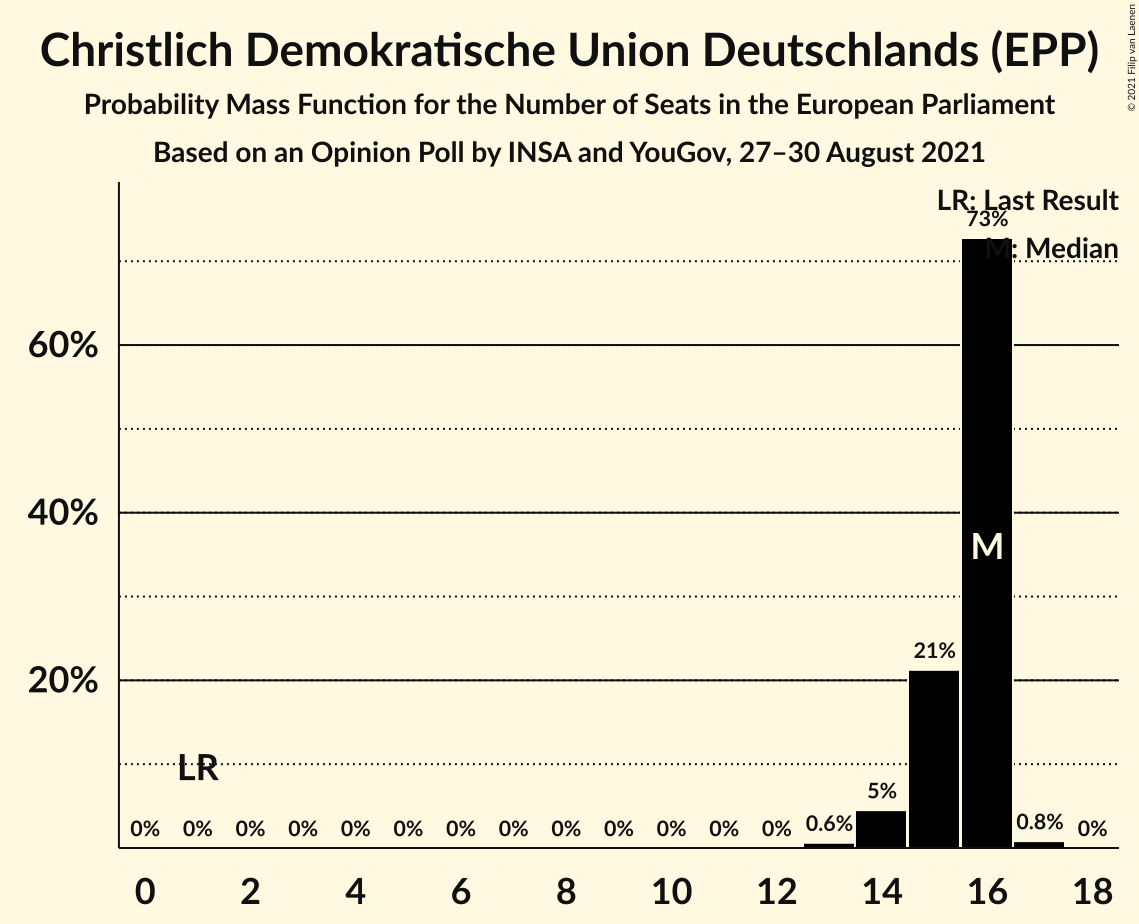 Christlich Demokratische Union Deutschlands (EPP)
Probability Mass Function for the Number of Seats in the European Parliament
Based on an Opinion Poll by INSA and YouGov, 27–30 August 2021
© 2021 Filip van Laenen
LR: Last Result
73%
M: Median
60%
40%
M
21%
20%
LR
5%
0% 0% 0% 0% 0% 0% 0% 0% 0% 0% 0% 0% 0% 0.6% 0.8% 0%
0 2 4 6 8 10 12 14 16 18